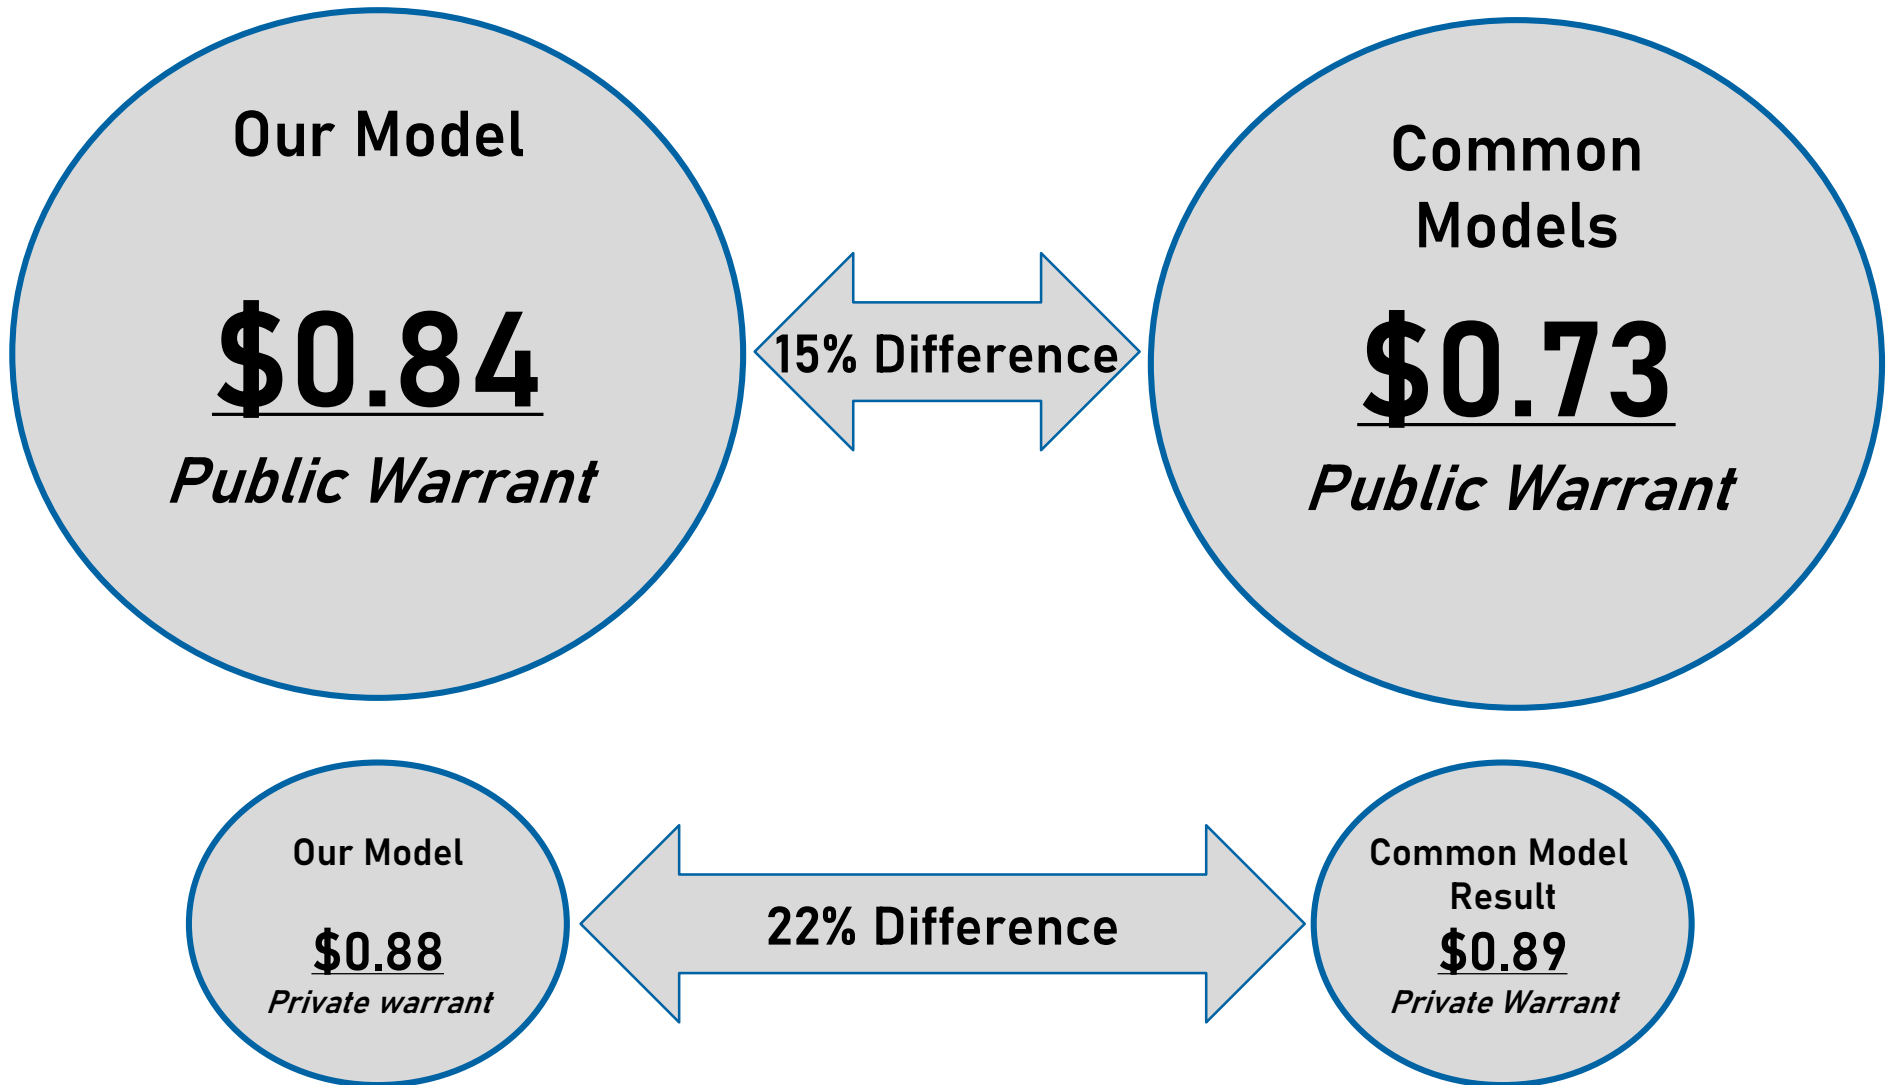 Our Model
$0.84
Public Warrant
15% Difference
Common
Models
$0.73
Public Warrant
Our Model
$0.88
Private warrant
22% Difference
Common Model
Result
$0.89
Private Warrant